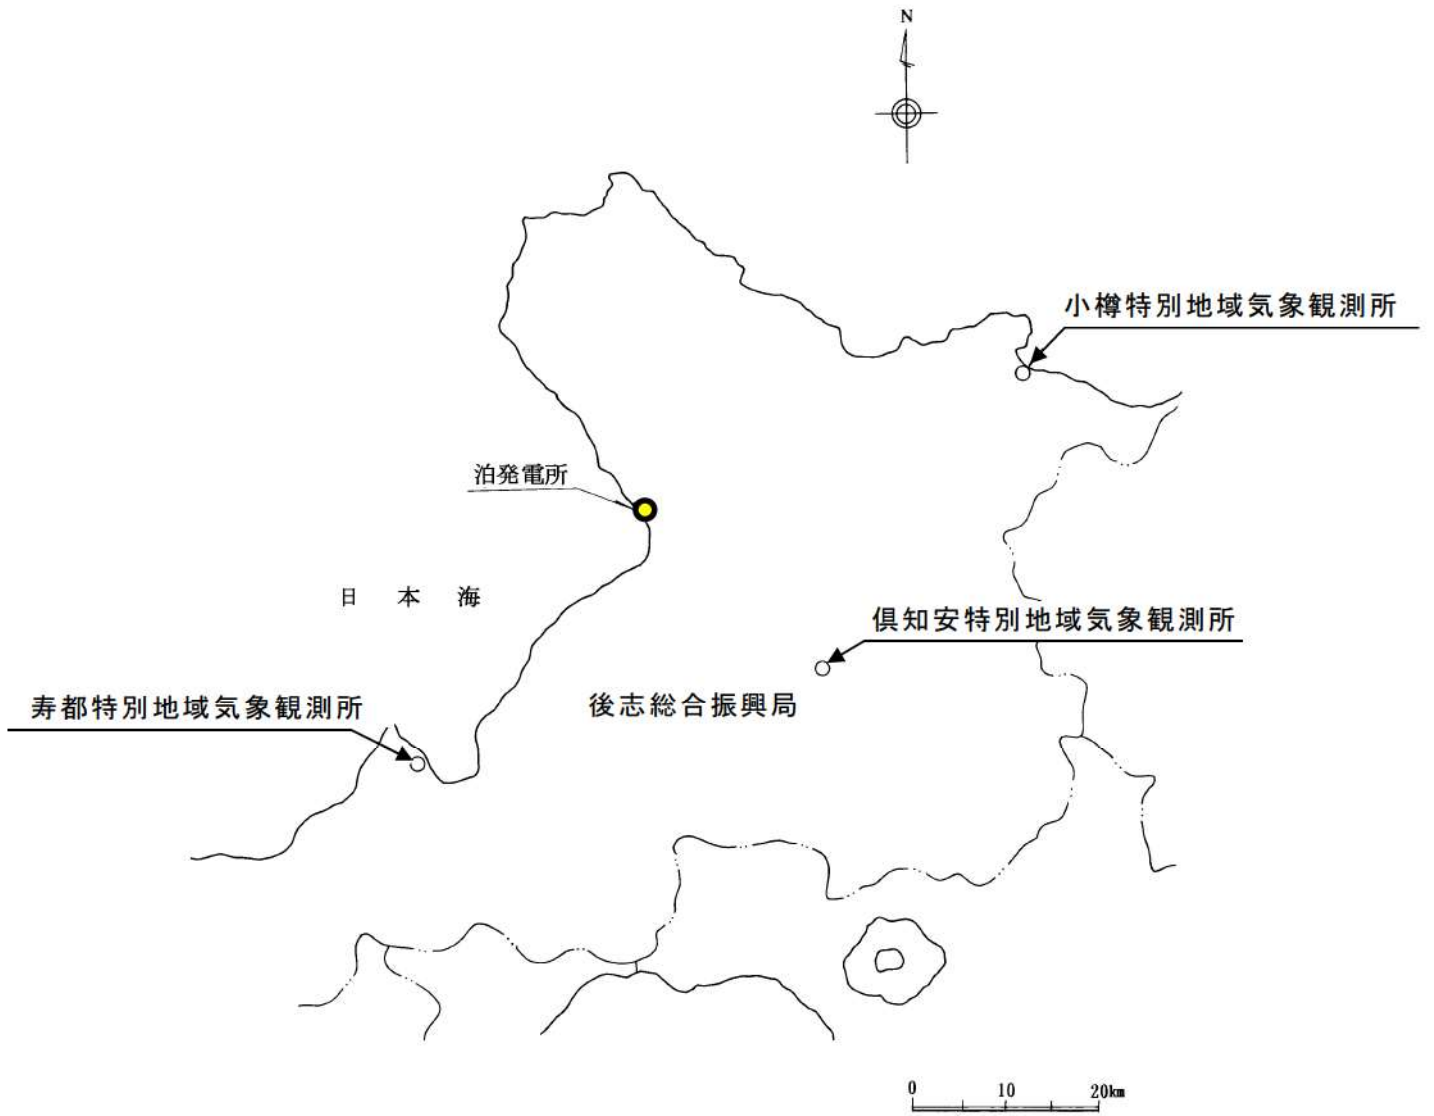 N
小樽特別地域気象観測所
泊発電所
日本海
倶知安特別地域気象観測所
後志総合振興局
寿都特別地域気象観測所
0 10 20km